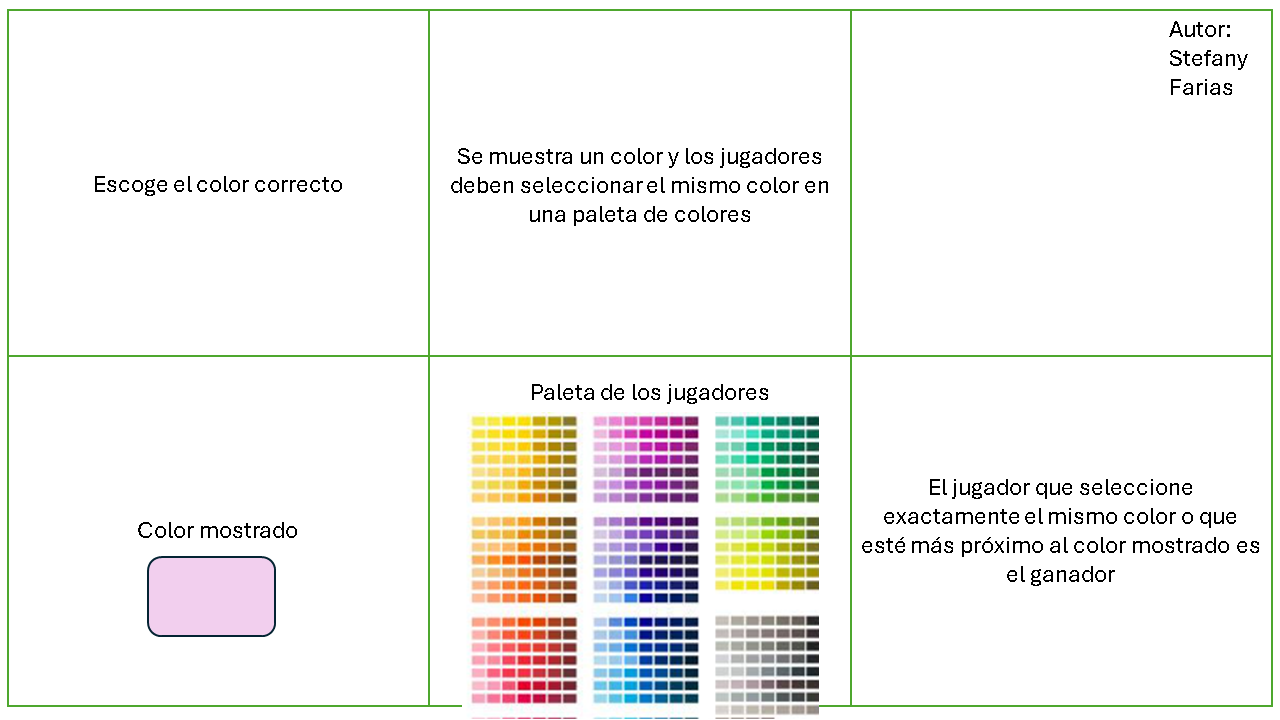 Escoge el color correcto
Se muestra un color y los jugadores
deben seleccionar el mismo color en
una paleta de colores
Autor:
Stefany
Farias
Color mostrado
Paleta de los jugadores
El jugador que seleccione
exactamente el mismo color o que
esté más próximo al color mostrado es
el ganador